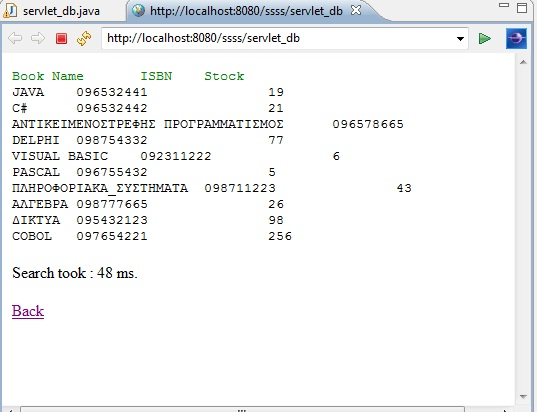 servlet_db.java
http://localhost:8080/ssss/servlet_db
http://localhost:8080/ssss/servlet_db
Book Name ISBN Stock
JAVA 096532441 19
C# 096532442 21
ΑΝΤΙΚΕΙΜΕΝΟΣΤΡΕΦΗΣ ΠΡΟΓΡΑΜΜΑΤΙΣΜΟΣ 096578665
DELPHI 098754332 77
VISUAL BASIC 092311222 6
PASCAL 096755432 5
ΠΛΗΡΟΦΟΡΙΑΚΑ_ΣΥΣΤΗΜΑΤΑ 098711223 43
ΑΛΓΕΒΡΑ 098777665 26
ΔΙΚΤΥΑ 095432123 98
COBOL 097654221 256
Search took : 48 ms.
Back